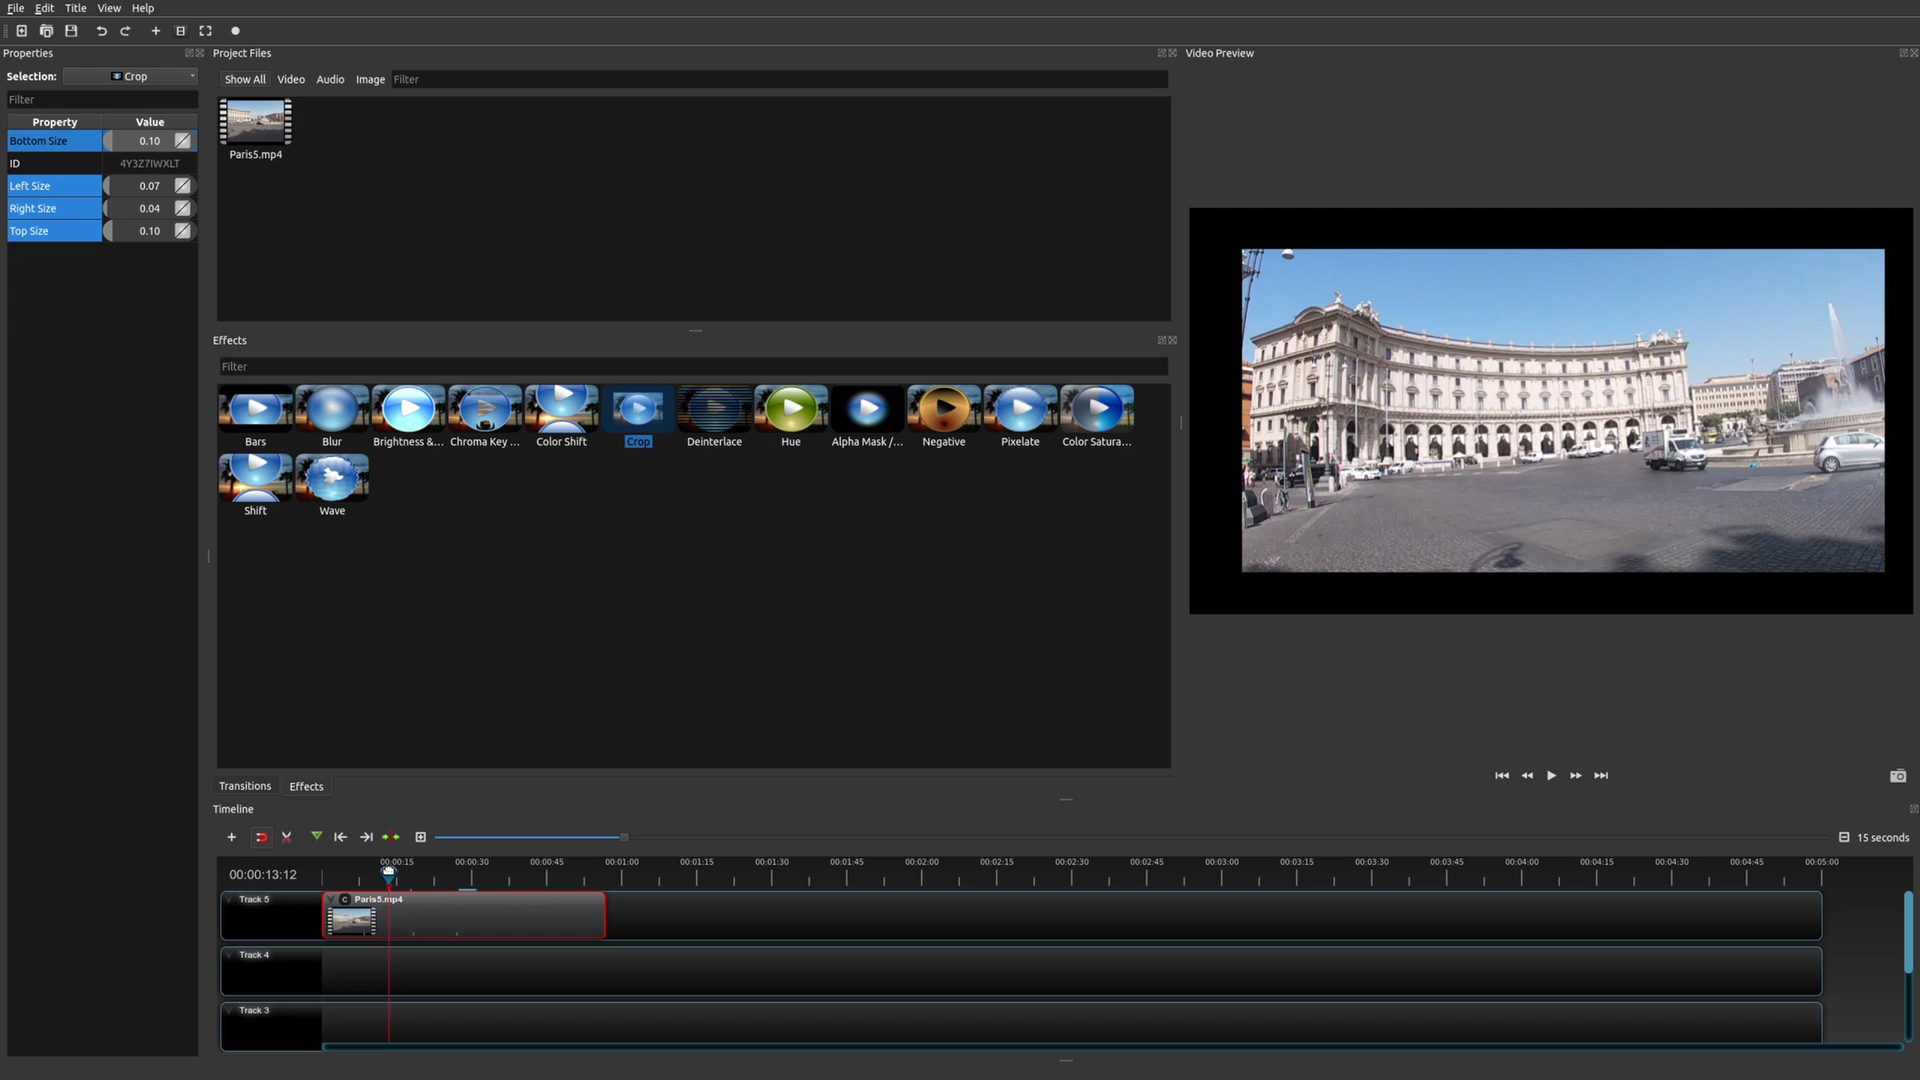 File Edit Title View Help
Properties
Project Files
Video Preview
Selection: Crop
Show All Video Audio Image Filter
Filter
Property Value
Bottom Size 0.10
ID 4Y3Z7IWXLT
Left Size 0.07
Right Size 0.04
Top Size 0.10
Paris5.mp4
Effects
Filter
Bars Blur Brightness &... Chroma Key ... Color Shift Crop Deinterlace Hue Alpha Mask /... Negative Pixelate Color Satura...
Shift Wave
Transitions Effects
Timeline
15 seconds
00:00:15 00:00:30 00:00:45 00:01:00 00:01:15 00:01:30 00:01:45 00:02:00 00:02:15 00:02:30 00:02:45 00:03:00 00:03:15 00:03:30 00:03:45 00:04:00 00:04:15 00:04:30 00:04:45 00:05:00
00:00:13:12
Track 5 C Paris5.mp4
Track 4
Track 3